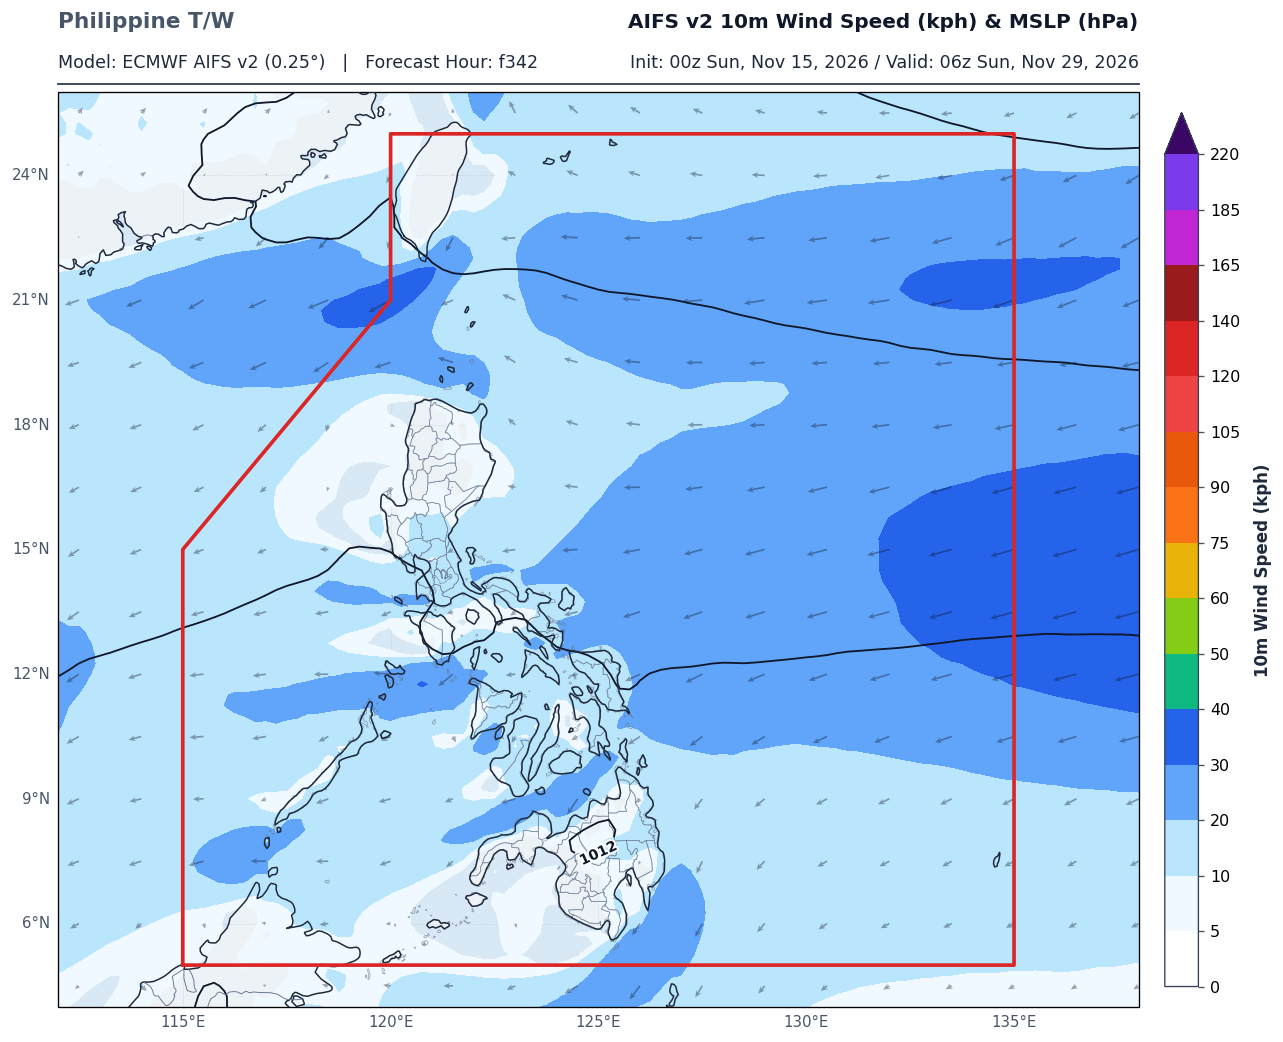 Philippine T/W
AIFS v2 10m Wind Speed (kph) & MSLP (hPa)
Model: ECMWF AIFS v2 (0.25°) | Forecast Hour: f342
Init: 00z Sun, Nov 15, 2026 / Valid: 06z Sun, Nov 29, 2026
24°N
21°N
18°N
15°N
12°N
9°N
6°N
115°E
120°E
125°E
130°E
135°E
1012
220
185
165
140
120
105
90
75
60
50
40
30
20
10
5
0
10m Wind Speed (kph)